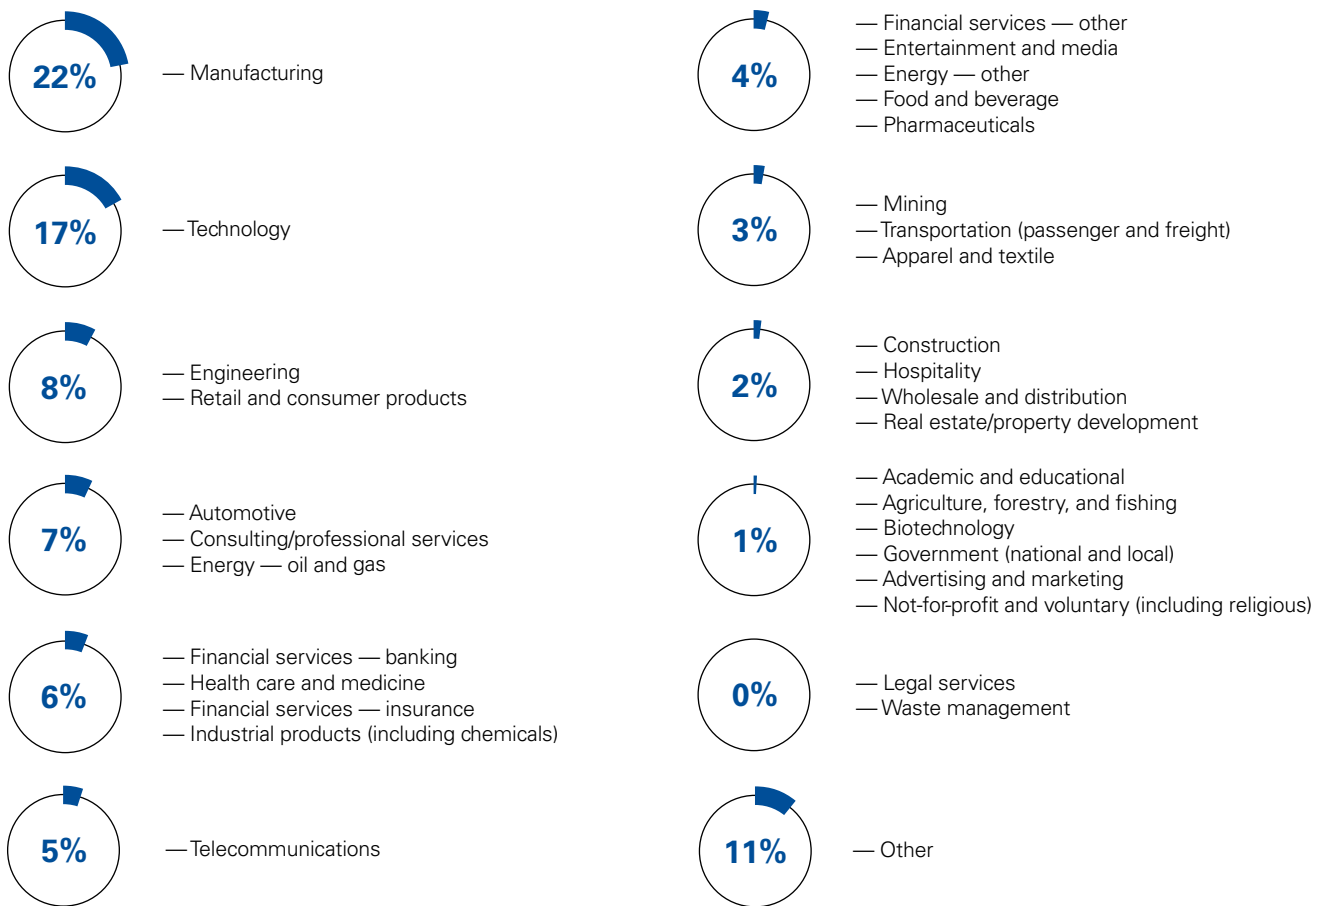 22%
— Manufacturing
17%
— Technology
8%
— Engineering
— Retail and consumer products
7%
— Automotive
— Consulting/professional services
— Energy — oil and gas
6%
— Financial services — banking
— Health care and medicine
— Financial services — insurance
— Industrial products (including chemicals)
5%
— Telecommunications
4%
— Financial services — other
— Entertainment and media
— Energy — other
— Food and beverage
— Pharmaceuticals
3%
— Mining
— Transportation (passenger and freight)
— Apparel and textile
2%
— Construction
— Hospitality
— Wholesale and distribution
— Real estate/property development
1%
— Academic and educational
— Agriculture, forestry, and fishing
— Biotechnology
— Government (national and local)
— Advertising and marketing
— Not-for-profit and voluntary (including religious)
0%
— Legal services
— Waste management
11%
— Other